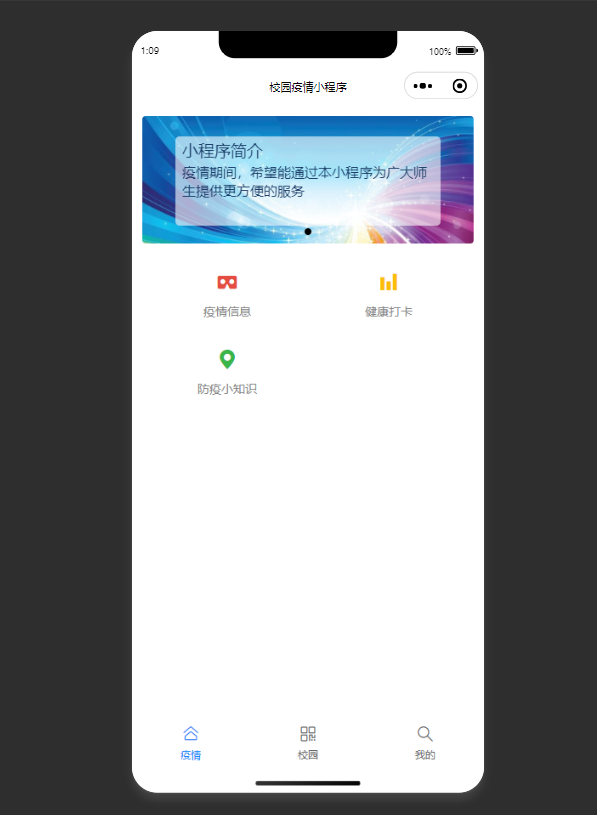 1:09
100%
校园疫情小程序
小程序简介
疫情期间，希望能通过本小程序为广大师
生提供更方便的服务
疫情信息
健康打卡
防疫小知识
疫情
校园
我的